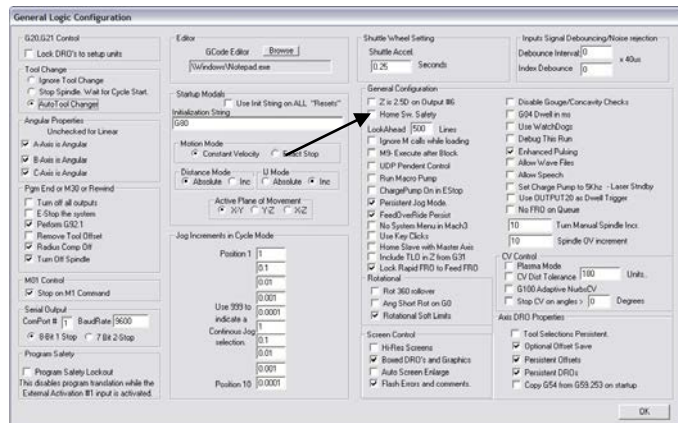 General Logic Configuration
G20,G21 Control
Lock DRO's to setup units
Tool Change
Ignore Tool Change
Stop Spindle. Wait for Cycle Start.
Auto Tool Changer
Angular Properties
Unchecked for Linear
A-Axis is Angular
B-Axis is Angular
C-Axis is Angular
Pgm End or M30 or Rewind
Turn off all outputs
E-Stop the system
Perform G92.1
Remove Tool Offset
Radius Comp Off
Turn Off Spindle
M01 Control
Stop on M1 Command
Serial Output
ComPort # 1 BaudRate 9600
8-Bit 1 Stop 7 Bit 2-Stop
Program Safety
Program Safety Lockout
This disables program translation while the
External Activation #1 input is activated.
Editor
GCode Editor Browse
\Windows\Notepad.exe
Startup Modals
Use Init String on ALL "Resets"
Initialization String
G80
Motion Mode
Constant Velocity Exact Stop
Distance Mode
Absolute Inc
IJ Mode
Absolute Inc
Active Plane of Movement
X-Y Y-Z X-Z
Jog Increments in Cycle Mode
Position 1 1
0.1
0.01
0.001
Use 999 to
indicate a
Continous Jog
selection.
0.0001
1
0.1
0.01
0.001
Position 10 0.0001
Shuttle Wheel Setting
Shuttle Accel.
0.25 Seconds
General Configuration
Z is 2.5D on Output #6
Home Sw. Safety
LookAhead 500 Lines
Ignore M calls while loading
M9- Execute after Block
UDP Pendent Control
Run Macro Pump
ChargePump On in EStop
Persistent Jog Mode.
FeedOverRide Persist
No System Menu in Mach3
Use Key Clicks
Home Slave with Master Axis
Include TLO in Z from G31
Lock Rapid FRO to Feed FRO
Rotational
Rot 360 rollover
Ang Short Rot on G0
Rotational Soft Limits
Screen Control
Hi-Res Screens
Boxed DRO's and Graphics
Auto Screen Enlarge
Flash Errors and comments.
Inputs Signal Debouncing/Noise rejection
Debounce Interval: 0
x 40us
Index Debounce 0
Disable Gouge/Concavity Checks
G04 Dwell in ms
Use WatchDogs
Debug This Run
Enhanced Pulsing
Allow Wave Files
Allow Speech
Set Charge Pump to 5Khz - Laser Stndby
Use OUTPUT20 as Dwell Trigger
No FRO on Queue
10 Turn Manual Spindle Incr.
10 Spindle OV increment
CV Control
Plasma Mode
CV Dist Tolerance 180 Units..
G100 Adaptive NurbsCV
Stop CV on angles > 0 Degrees
Axis DRO Properties
Tool Selections Persistent.
Optional Offset Save
Persistent Offsets
Persistent DROs
Copy G54 from G59.253 on startup
OK